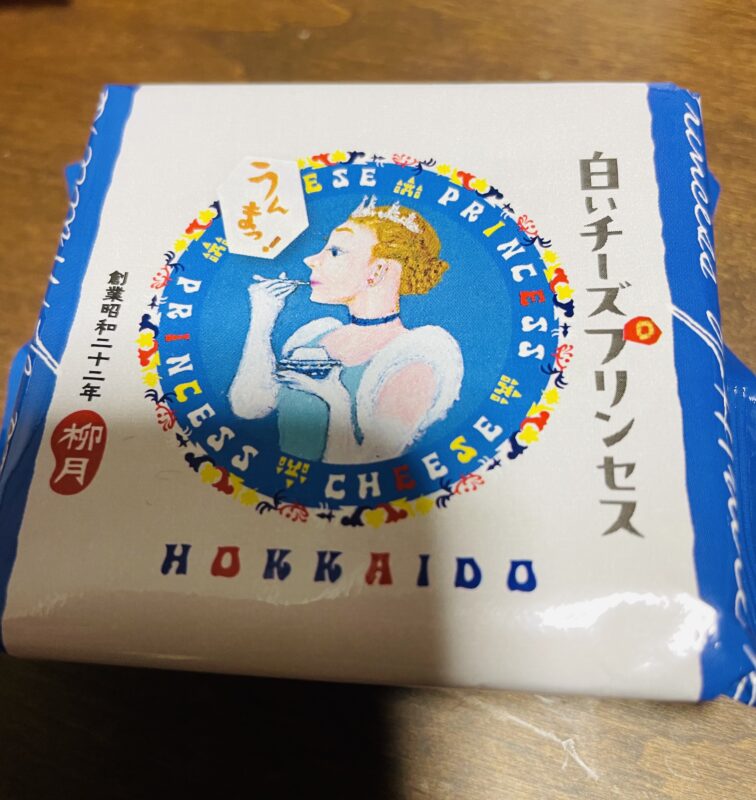 白いチーズプリンセス
うん
まっ!
ESE PRINCESS
CHEESE
PRINCESS
創業昭和二十二年
柳月
HOKKAIDO